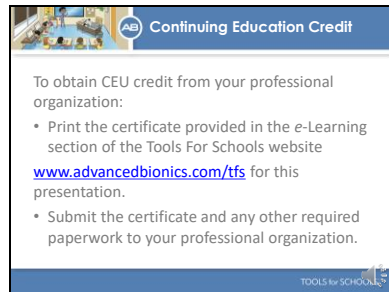 AB Continuing Education Credit
To obtain CEU credit from your professional
organization:
• Print the certificate provided in the e-Learning
section of the Tools For Schools website
www.advancedbionics.com/tfs for this
presentation.
• Submit the certificate and any other required
paperwork to your professional organization.
TOOLS for SCHOOLS